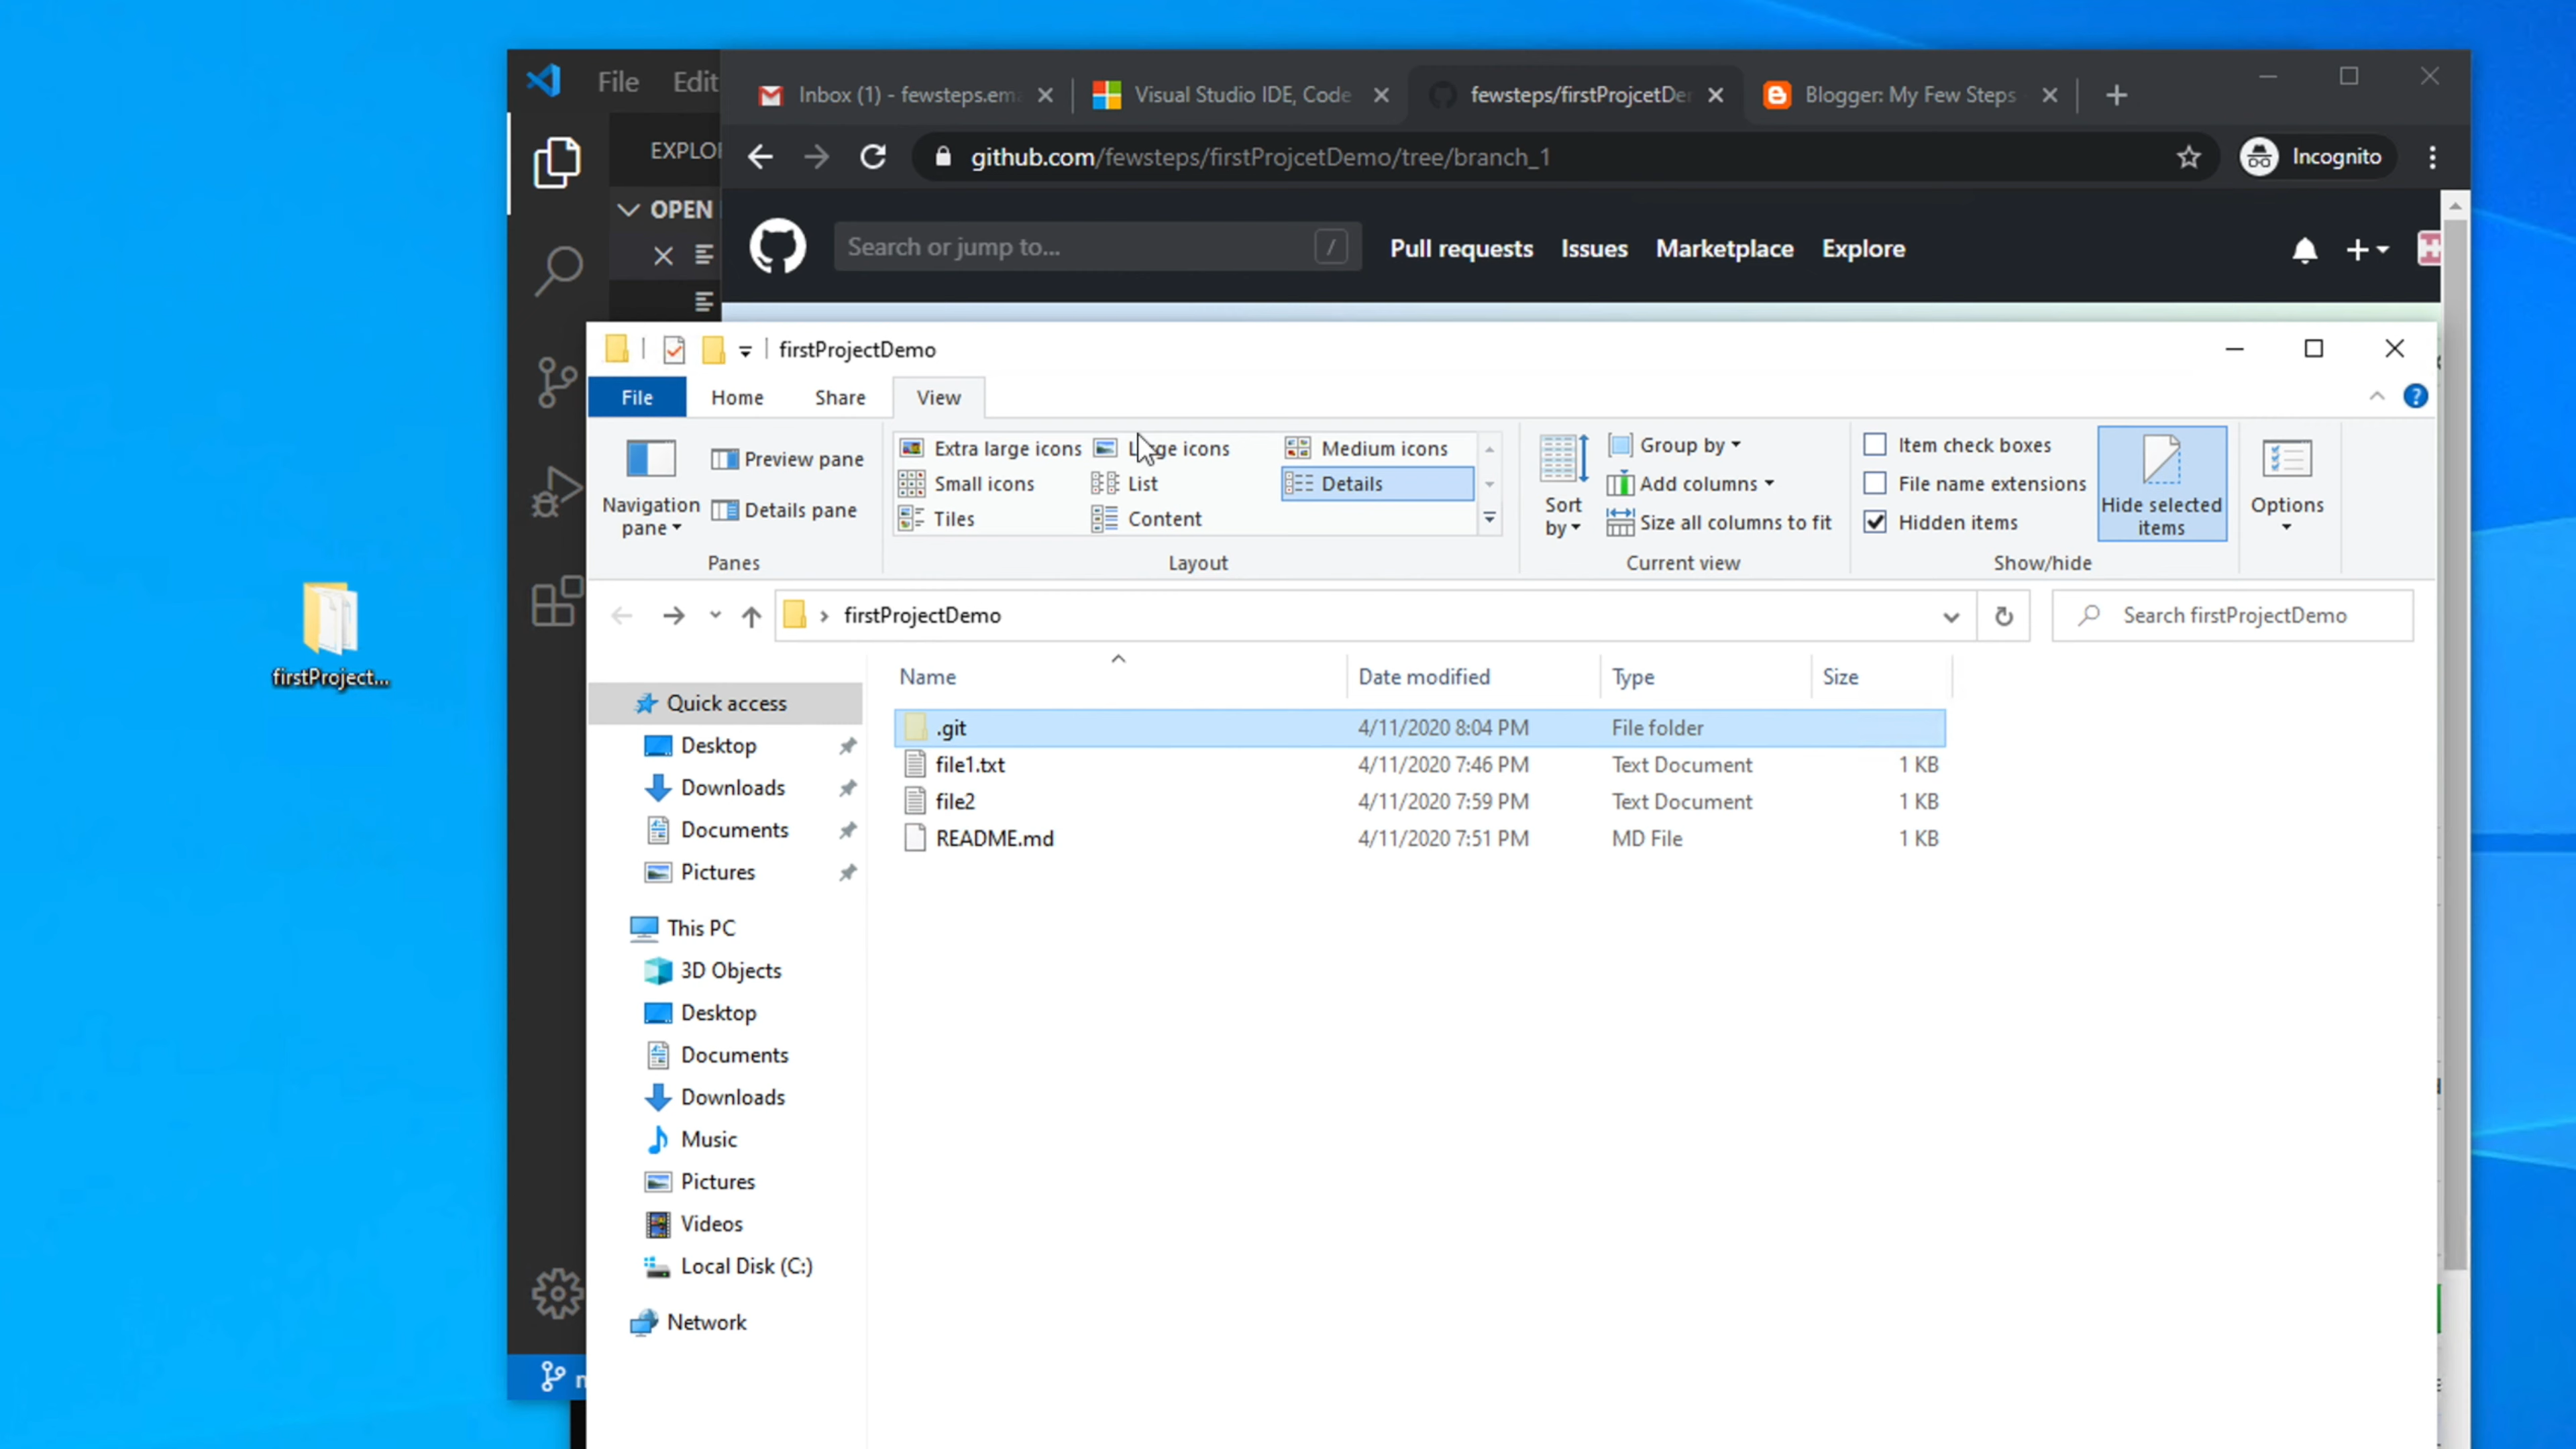 File Edit
Inbox (1) - fewsteps.ema
Visual Studio IDE, Code
fewsteps/firstProjcetDe
Blogger: My Few Steps
github.com/fewsteps/firstProjcetDemo/tree/branch_1
Incognito
EXPLO
OPEN
Search or jump to... /
Pull requests Issues Marketplace Explore
firstProjectDemo
File Home Share View
Navigation pane
Preview pane
Details pane
Panes
Extra large icons Large icons Medium icons
Small icons List Details
Tiles Content
Layout
Sort by
Group by
Add columns
Size all columns to fit
Current view
Item check boxes
File name extensions
Hidden items
Hide selected items
Show/hide
Options
firstProjectDemo
Search firstProjectDemo
firstProject...
Name Date modified Type Size
.git 4/11/2020 8:04 PM File folder
file1.txt 4/11/2020 7:46 PM Text Document 1 KB
file2 4/11/2020 7:59 PM Text Document 1 KB
README.md 4/11/2020 7:51 PM MD File 1 KB
Quick access
Desktop
Downloads
Documents
Pictures
This PC
3D Objects
Desktop
Documents
Downloads
Music
Pictures
Videos
Local Disk (C:)
Network